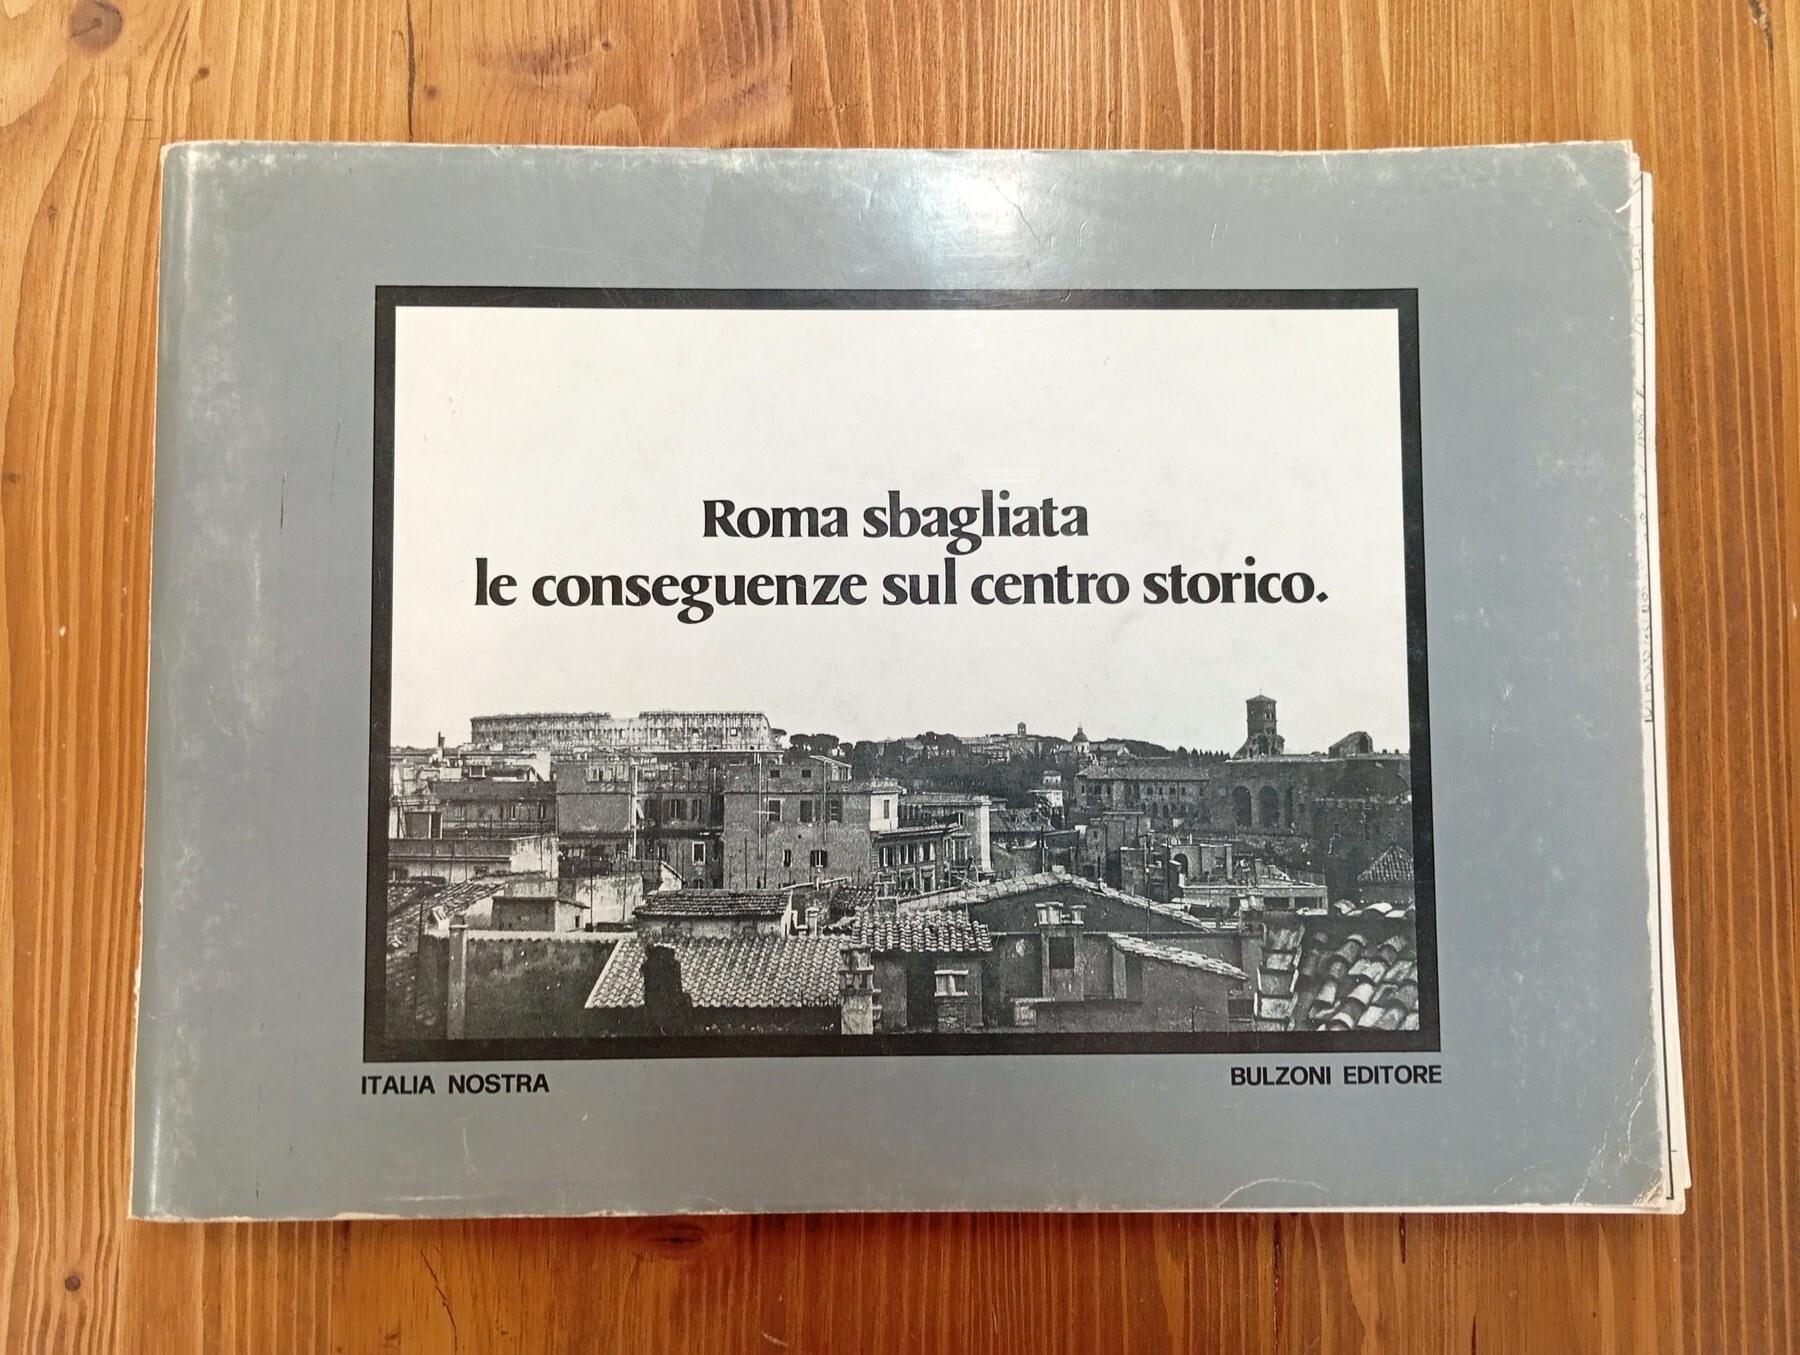 Roma sbagliata
le conseguenze sul centro storico.
ITALIA NOSTRA
BULZONI EDITORE